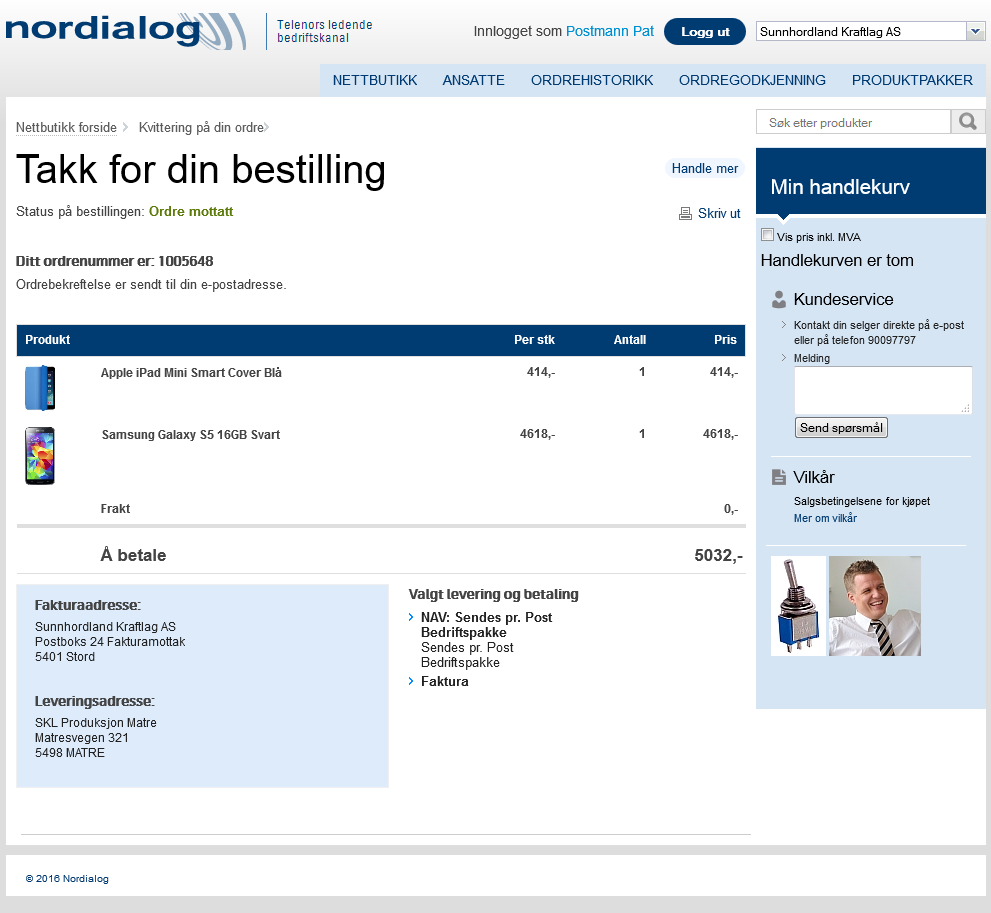 nordialog
Telenors ledende
bedriftskanal
Innlogget som Postmann Pat
Logg ut
Sunnhordland Kraftlag AS
NETTBUTIKK ANSATTE ORDREHISTORIKK ORDREGODKJENNING PRODUKTPAKKER
Nettbutikk forside > Kvittering på din ordre>
Takk for din bestilling
Handle mer
Status på bestillingen: Ordre mottatt
Skriv ut
Ditt ordrenummer er: 1005648
Ordrebekreftelse er sendt til din e-postadresse.
Produkt Per stk Antall Pris
Apple iPad Mini Smart Cover Blå 414,- 1 414,-
Samsung Galaxy S5 16GB Svart 4618,- 1 4618,-
Frakt 0,-
Å betale 5032,-
Fakturaadresse:
Sunnhordland Kraftlag AS
Postboks 24 Fakturamottak
5401 Stord
Leveringsadresse:
SKL Produksjon Matre
Matresvegen 321
5498 MATRE
Valgt levering og betaling
NAV: Sendes pr. Post
Bedriftspakke
Sendes pr. Post
Bedriftspakke
Faktura
Søk etter produkter
Min handlekurv
Vis pris inkl. MVA
Handlekurven er tom
Kundeservice
Kontakt din selger direkte på e-post
eller på telefon 90097797
Melding
Send spørsmål
Vilkår
Salgsbetingelsene for kjøpet
Mer om vilkår
© 2016 Nordialog